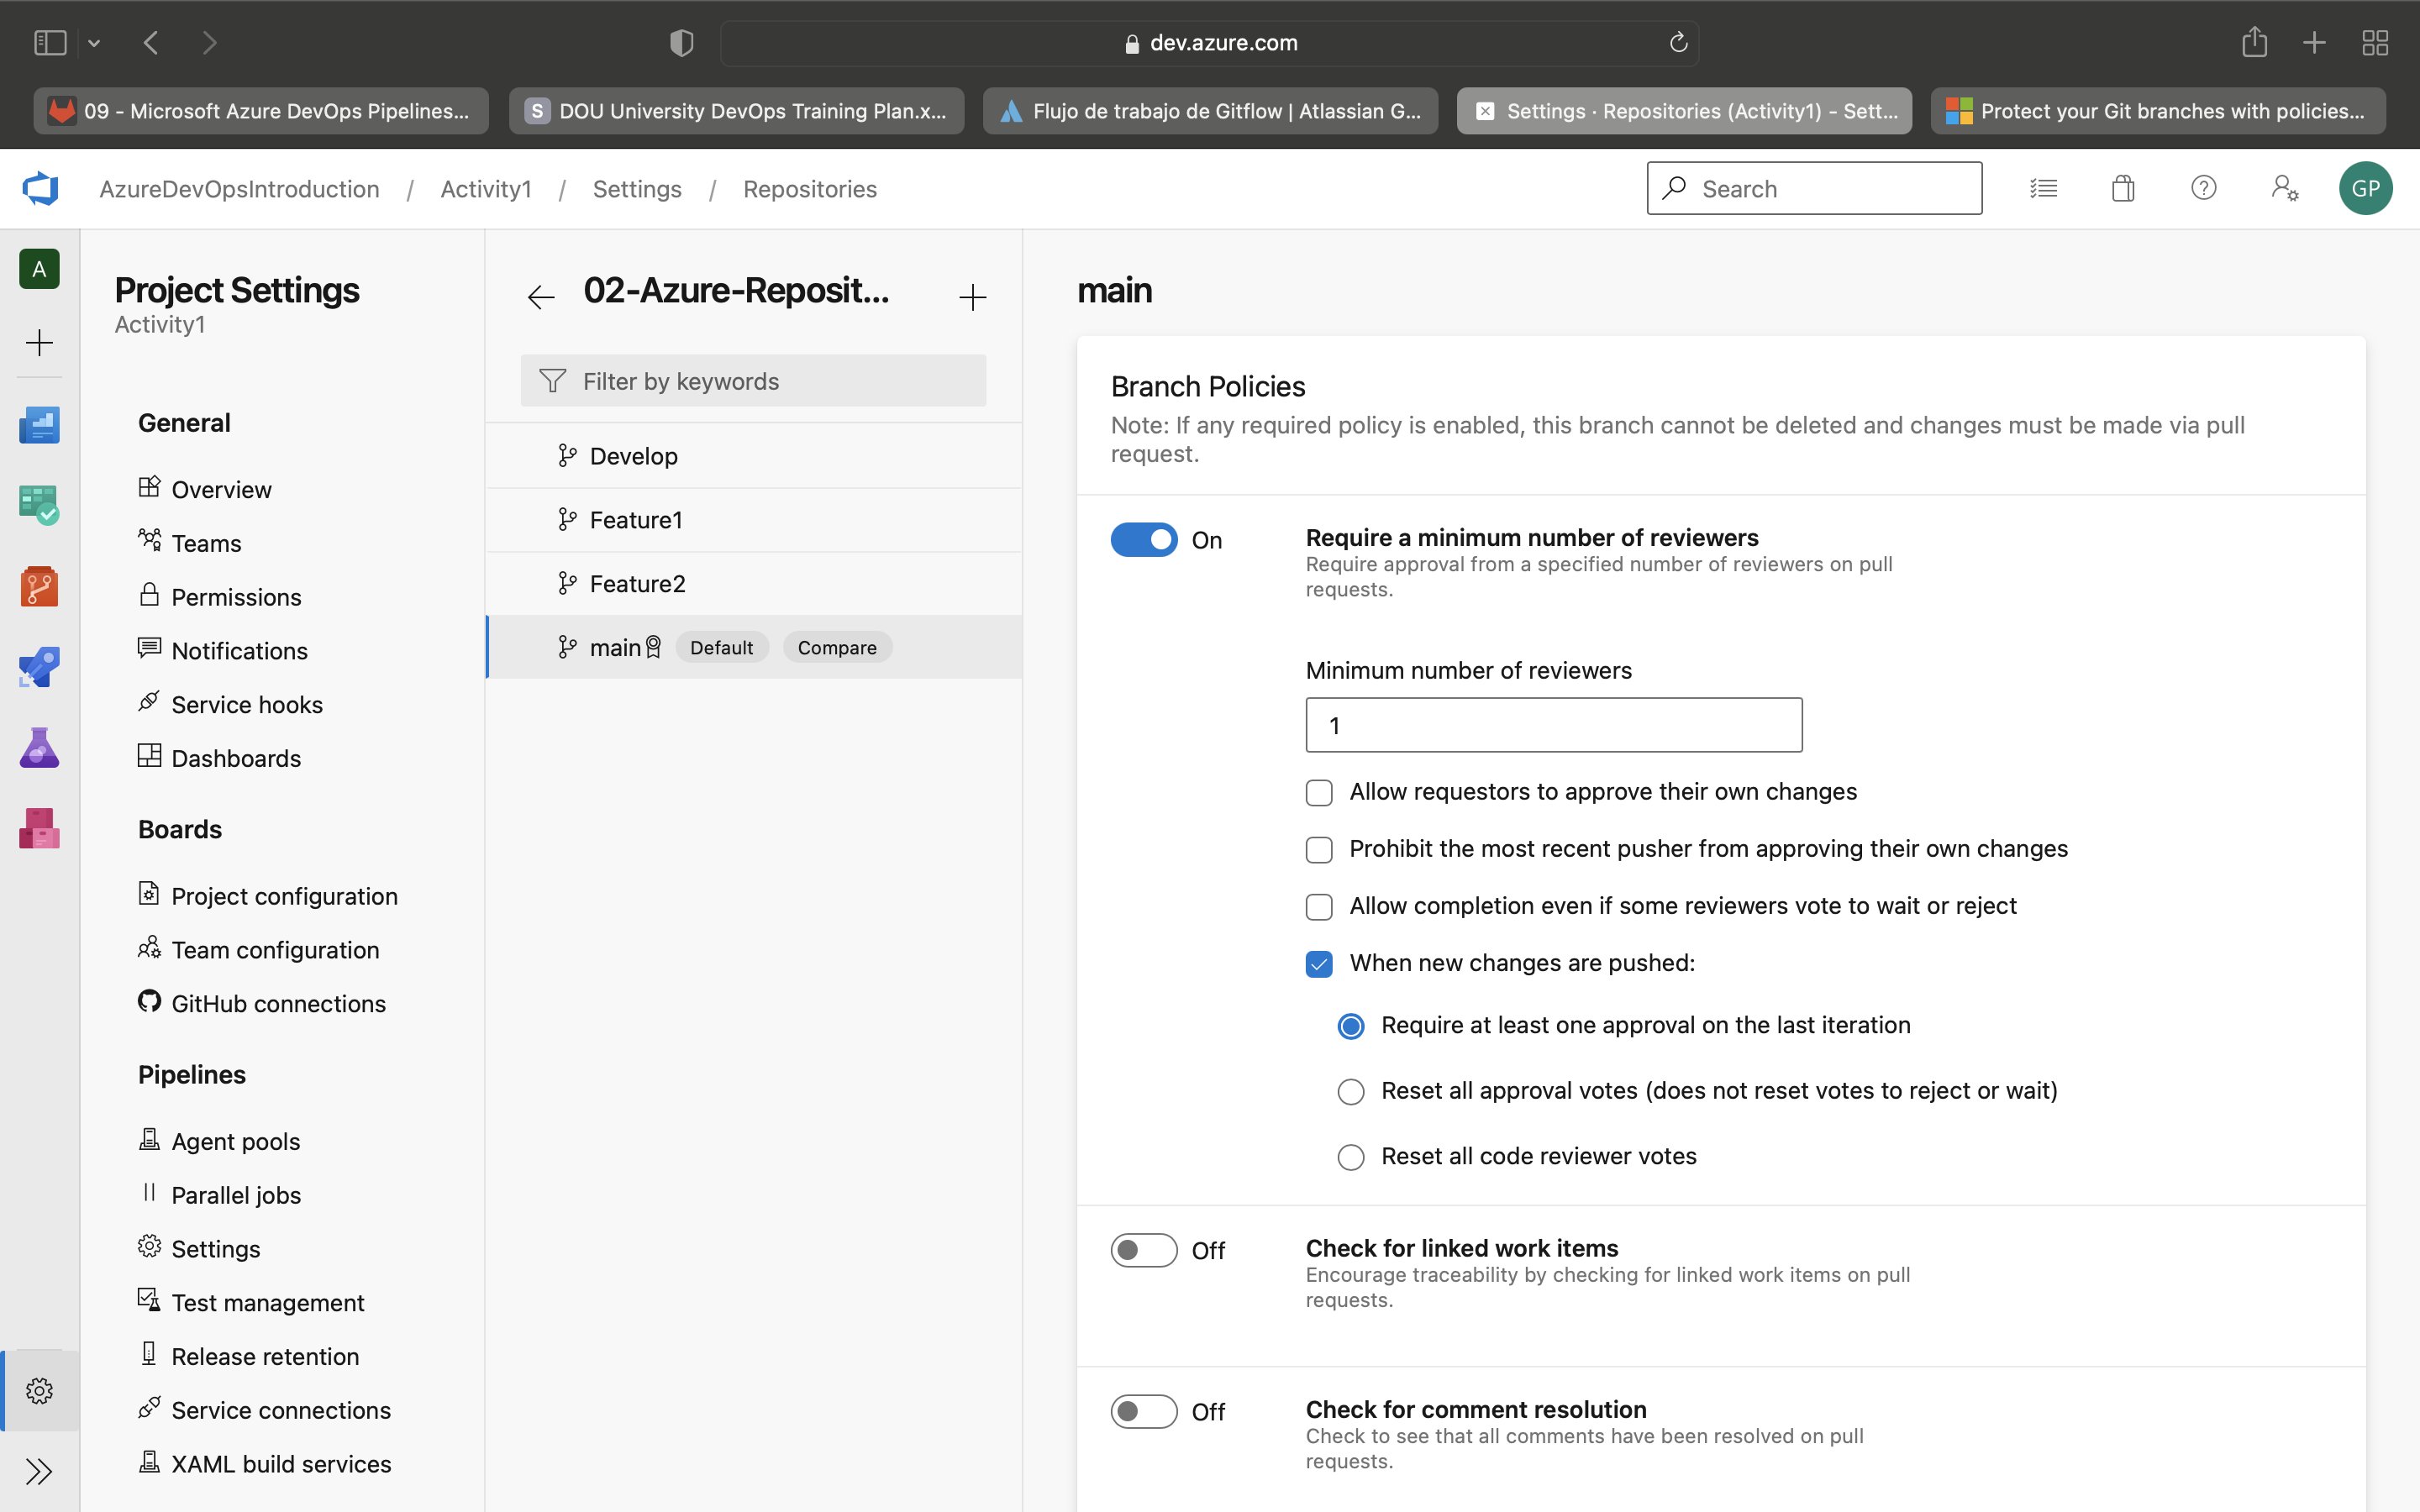 dev.azure.com
09 - Microsoft Azure DevOps Pipelines...
S DOU University DevOps Training Plan.x...
Flujo de trabajo de Gitflow | Atlassian G...
Settings · Repositories (Activity1) - Sett...
Protect your Git branches with policies...
AzureDevOpsIntroduction / Activity1 / Settings / Repositories
Search
GP
A
Project Settings
Activity1
General
Overview
Teams
Permissions
Notifications
Service hooks
Dashboards
Boards
Project configuration
Team configuration
GitHub connections
Pipelines
Agent pools
Parallel jobs
Settings
Test management
Release retention
Service connections
XAML build services
02-Azure-Reposit...
Filter by keywords
Develop
Feature1
Feature2
main Default Compare
main
Branch Policies
Note: If any required policy is enabled, this branch cannot be deleted and changes must be made via pull
request.
On
Require a minimum number of reviewers
Require approval from a specified number of reviewers on pull
requests.
Minimum number of reviewers
1
Allow requestors to approve their own changes
Prohibit the most recent pusher from approving their own changes
Allow completion even if some reviewers vote to wait or reject
When new changes are pushed:
Require at least one approval on the last iteration
Reset all approval votes (does not reset votes to reject or wait)
Reset all code reviewer votes
Off
Check for linked work items
Encourage traceability by checking for linked work items on pull
requests.
Off
Check for comment resolution
Check to see that all comments have been resolved on pull
requests.